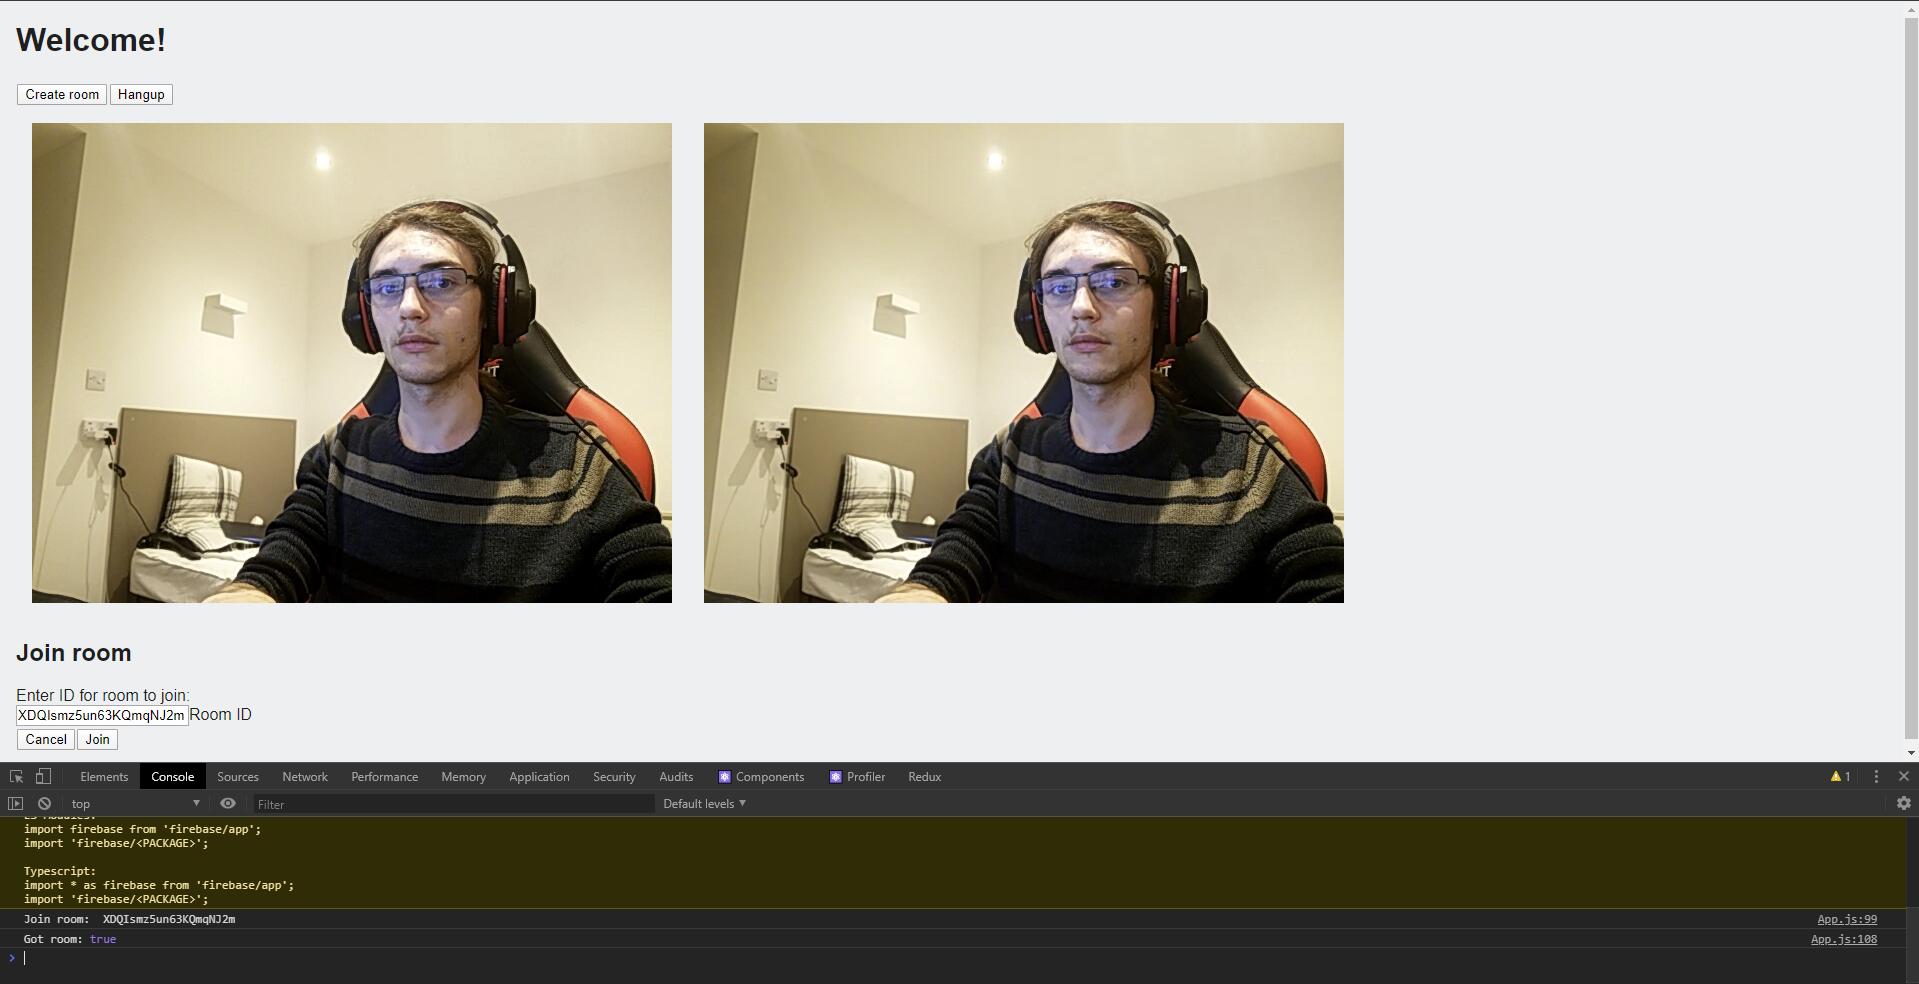 Welcome!
Create room Hangup
Join room
Enter ID for room to join:
XDQIsmz5un63KQmqNJ2m Room ID
Cancel Join
Elements Console Sources Network Performance Memory Application Security Audits Components Profiler Redux 1
top Filter Default levels
ES Modules:
import firebase from 'firebase/app';
import 'firebase/<PACKAGE>';
Typescript:
import * as firebase from 'firebase/app';
import 'firebase/<PACKAGE>';
Join room: XDQIsmz5un63KQmqNJ2m App.js:99
Got room: true App.js:108
>